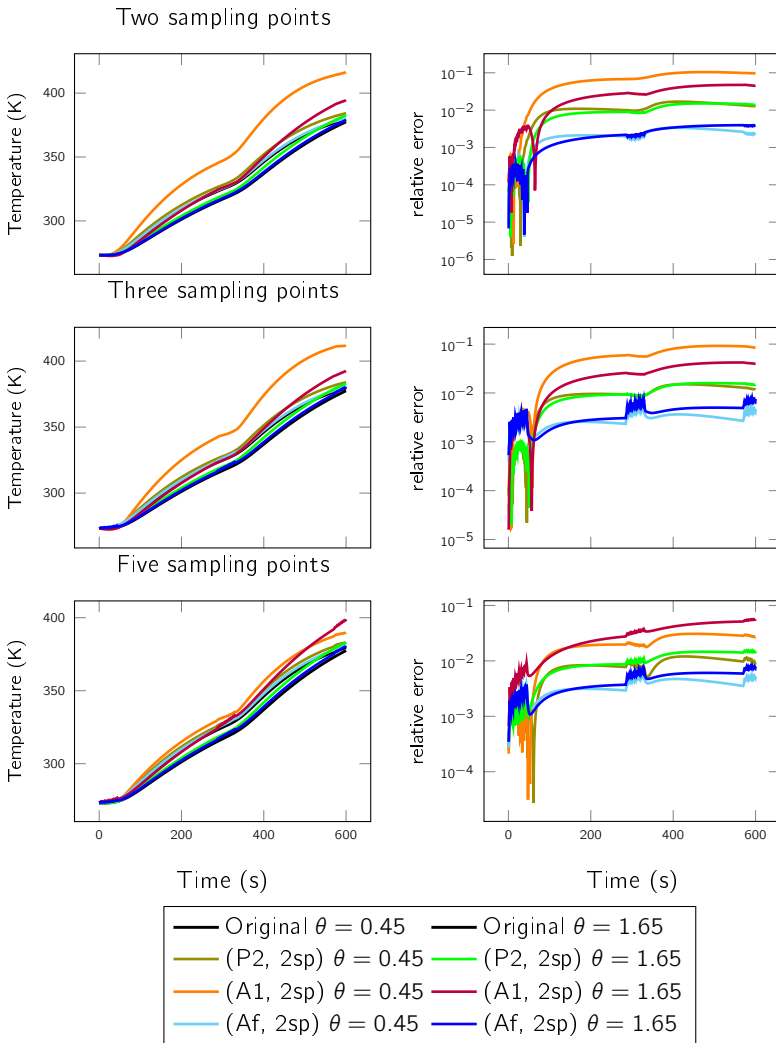 Two sampling points
Temperature (K)
400
350
300
relative error
10−1
10−2
10−3
10−4
10−5
10−6
Three sampling points
Temperature (K)
400
350
300
relative error
10−1
10−2
10−3
10−4
10−5
Five sampling points
Temperature (K)
400
350
300
0 200 400 600
Time (s)
relative error
10−1
10−2
10−3
10−4
0 200 400 600
Time (s)
Original θ = 0.45 Original θ = 1.65
(P2, 2sp) θ = 0.45 (P2, 2sp) θ = 1.65
(A1, 2sp) θ = 0.45 (A1, 2sp) θ = 1.65
(Af, 2sp) θ = 0.45 (Af, 2sp) θ = 1.65